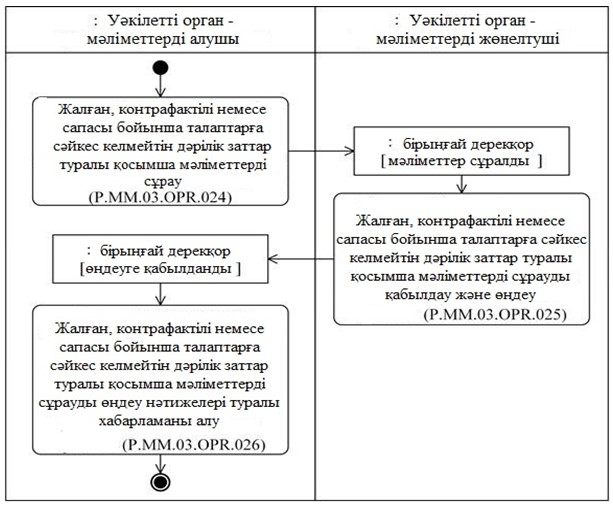 : Уәкілетті орган -
мәліметтерді алушы
: Уәкілетті орган -
мәліметтерді жөнелтуші
Жалған, контрафактілі немесе
сапасы бойынша талаптарға
сәйкес келмейтін дәрілік заттар
туралы қосымша мәліметтерді
сұрау
(P.MM.03.OPR.024)
: бірыңғай дерекқор
[ мәліметтер сұралды ]
Жалған, контрафактілі немесе
сапасы бойынша талаптарға сәйкес
келмейтін дәрілік заттар туралы
қосымша мәліметтерді сұрауды
қабылдау және өңдеу
(P.MM.03.OPR.025)
: бірыңғай дерекқор
[өңдеуге қабылданды ]
Жалған, контрафактілі немесе
сапасы бойынша талаптарға
сәйкес келмейтін дәрілік заттар
туралы қосымша мәліметтерді
сұрауды өңдеу нәтижелері туралы
хабарламаны алу
(P.MM.03.OPR.026)